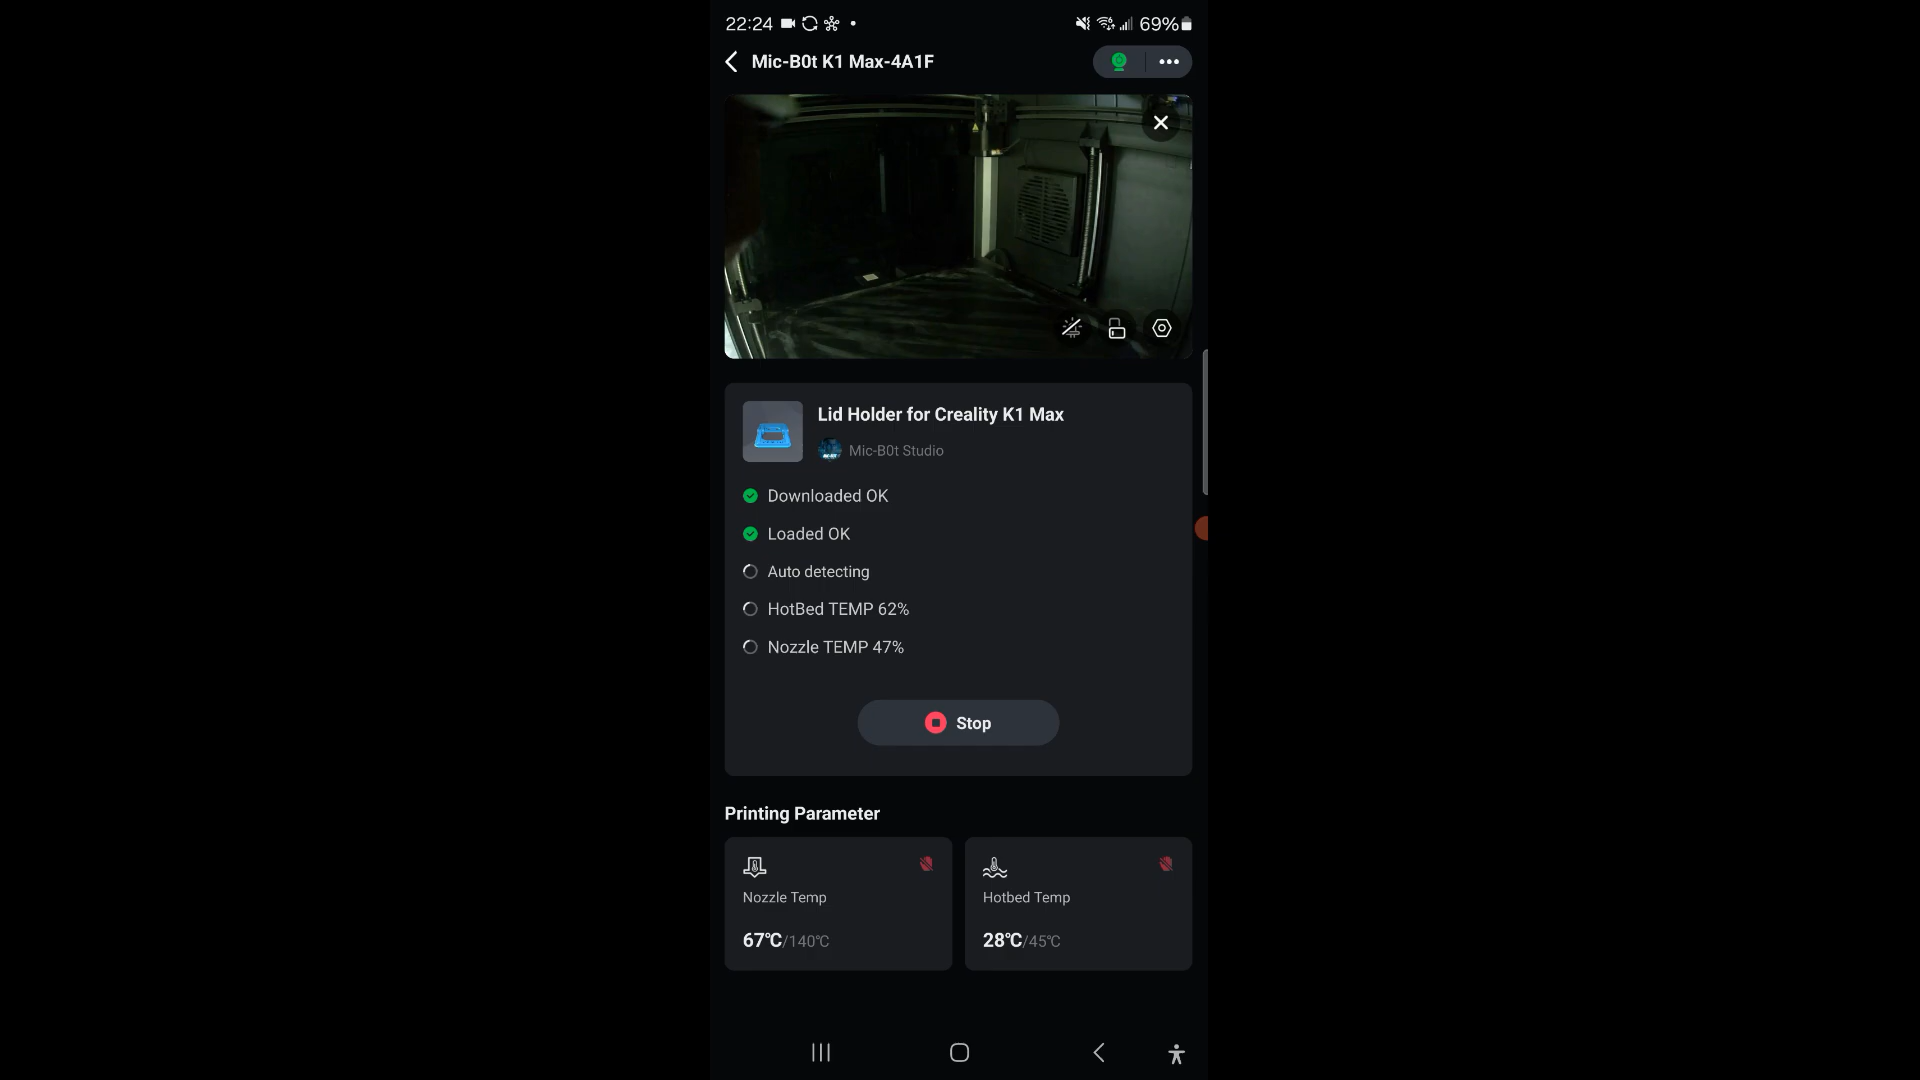 22:24 69%
Mic-B0t K1 Max-4A1F
Lid Holder for Creality K1 Max
Mic-B0t Studio
Downloaded OK
Loaded OK
Auto detecting
HotBed TEMP 62%
Nozzle TEMP 47%
Stop
Printing Parameter
Nozzle Temp
Hotbed Temp
67℃/140℃
28℃/45℃